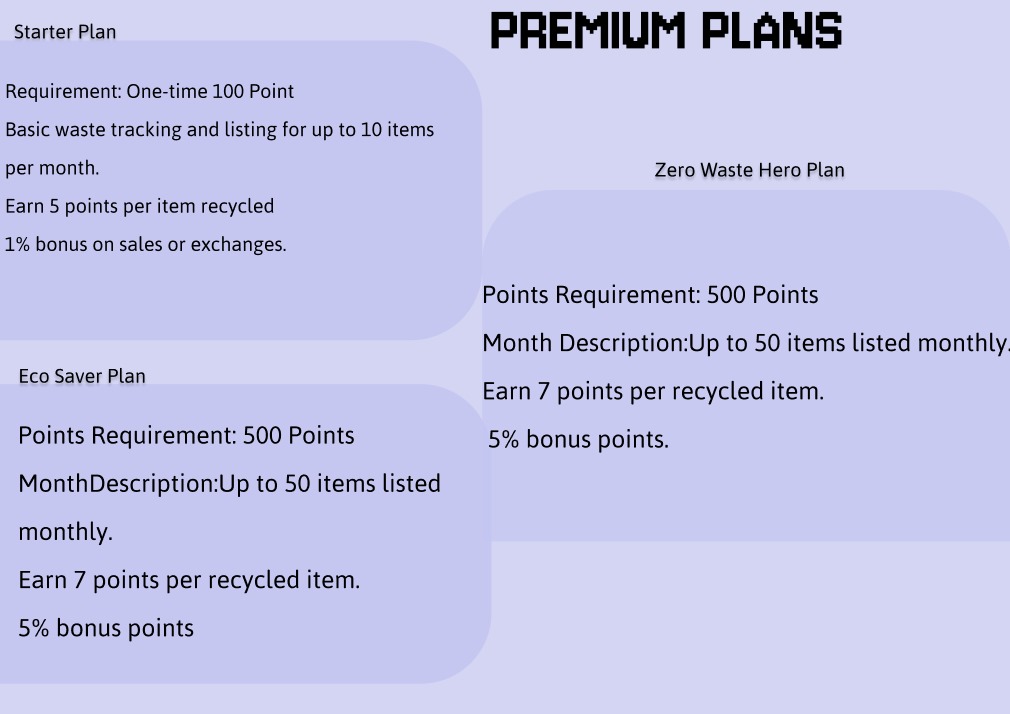 PREMIUM PLANS
Starter Plan
Requirement: One-time 100 Point
Basic waste tracking and listing for up to 10 items
per month.
Earn 5 points per item recycled
1% bonus on sales or exchanges.
Eco Saver Plan
Points Requirement: 500 Points
MonthDescription:Up to 50 items listed
monthly.
Earn 7 points per recycled item.
5% bonus points
Zero Waste Hero Plan
Points Requirement: 500 Points
Month Description:Up to 50 items listed monthly.
Earn 7 points per recycled item.
5% bonus points.